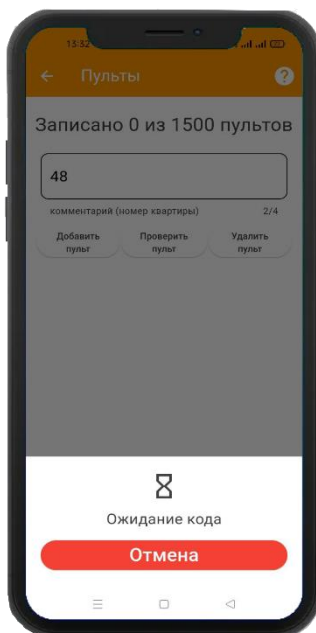 13:32
Пульты
?
Записано 0 из 1500 пультов
48
комментарий (номер квартиры) 2/4
Добавить пульт
Проверить пульт
Удалить пульт
Ожидание кода
Отмена